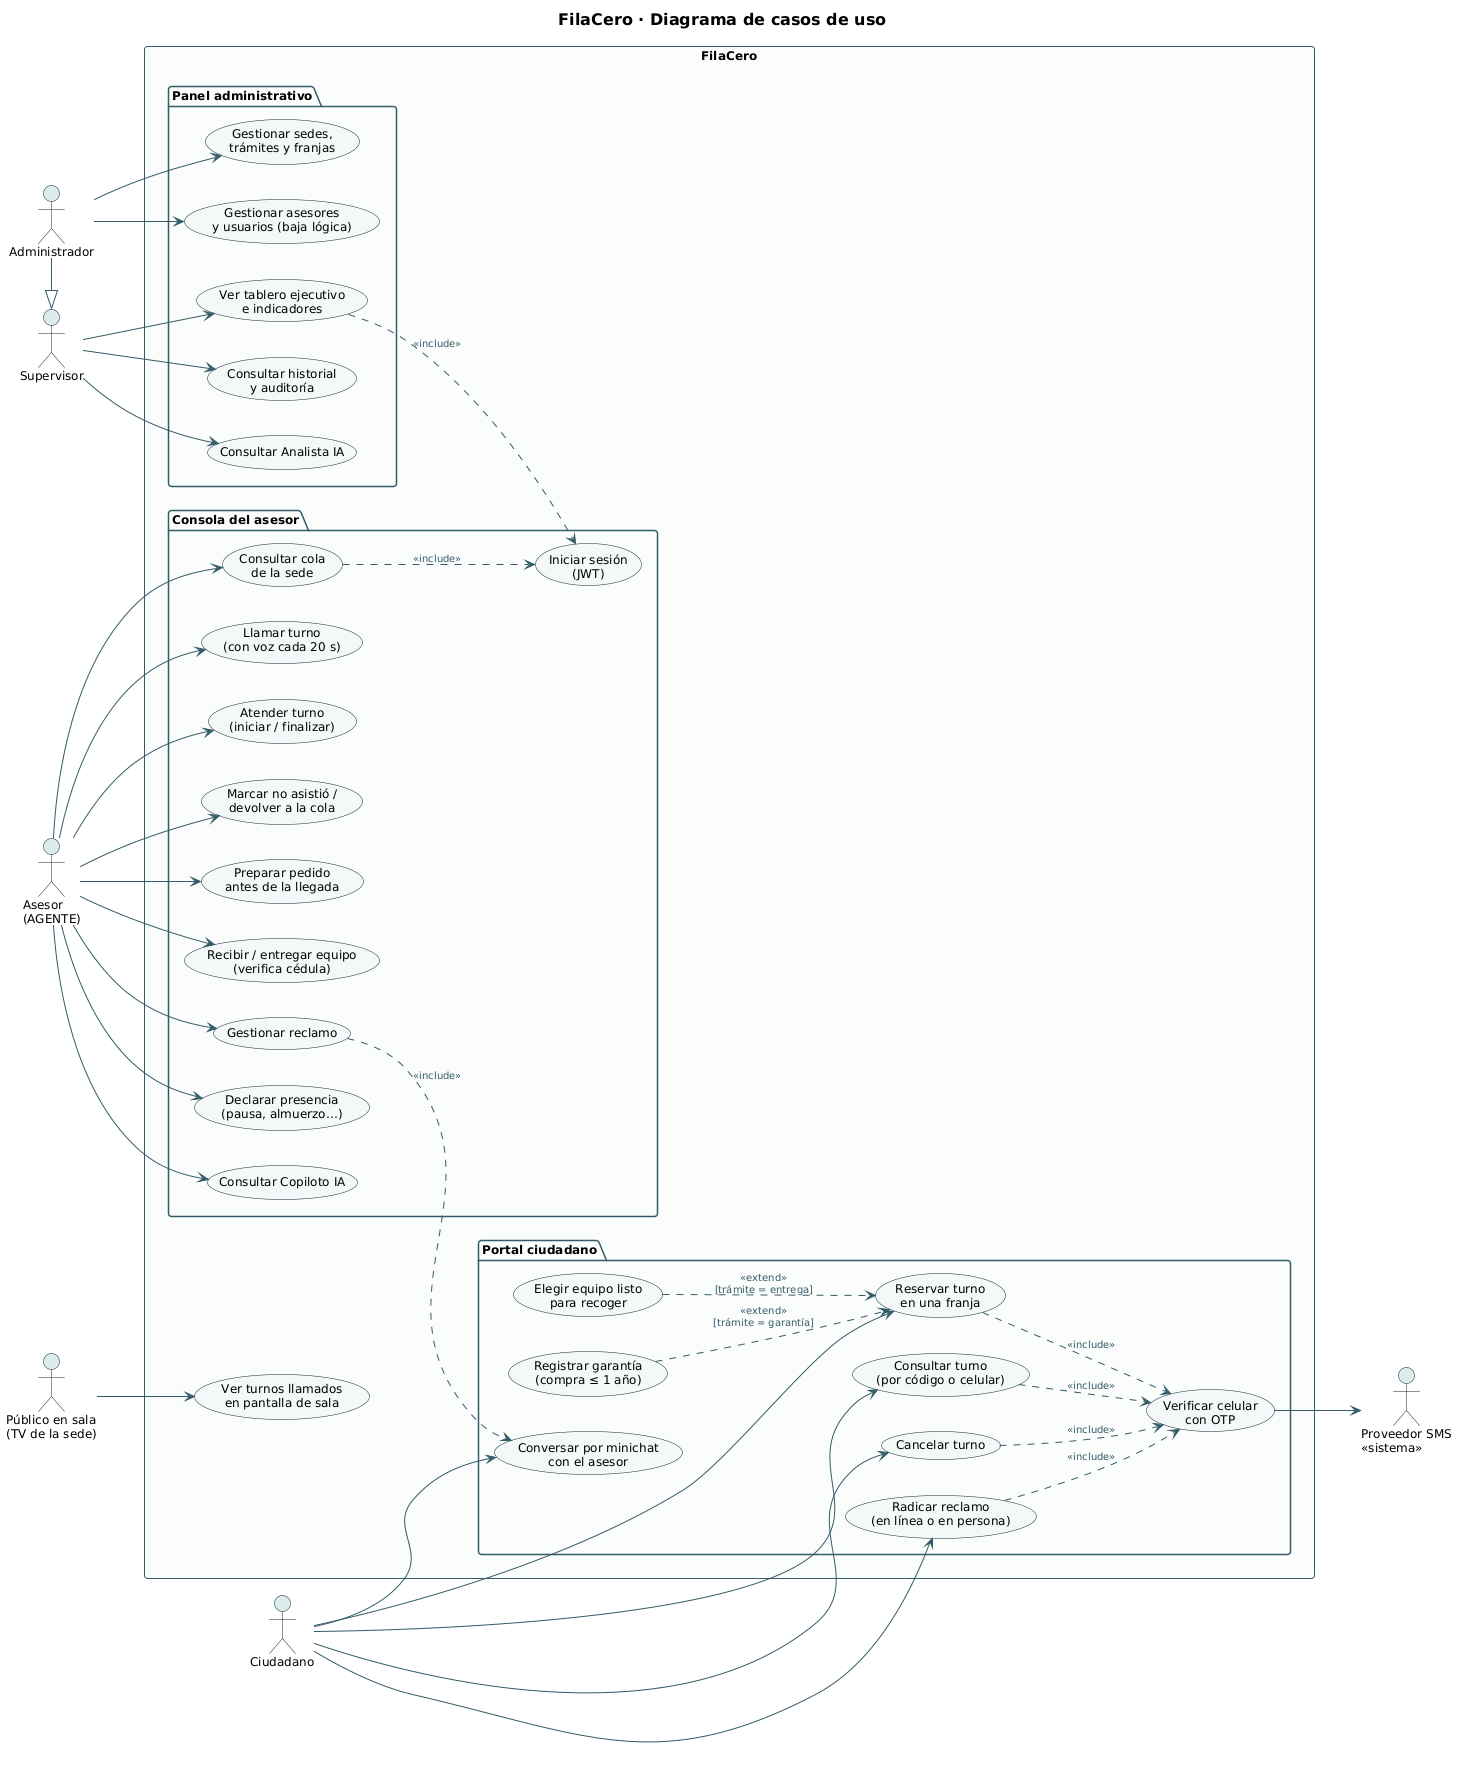 FilaCero · Diagrama de casos de uso
FilaCero
Panel administrativo
Gestionar sedes,
trámites y franjas
Gestionar asesores
y usuarios (baja lógica)
Administrador
Ver tablero ejecutivo
e indicadores
«include»
Supervisor
Consultar historial
y auditoría
Consultar Analista IA
Consola del asesor
Consultar cola
de la sede
«include»
Iniciar sesión
(JWT)
Llamar turno
(con voz cada 20 s)
Atender turno
(iniciar / finalizar)
Marcar no asistió /
devolver a la cola
Preparar pedido
antes de la llegada
Asesor
(AGENTE)
Recibir / entregar equipo
(verifica cédula)
Gestionar reclamo
«include»
Declarar presencia
(pausa, almuerzo...)
Consultar Copiloto IA
Portal ciudadano
Elegir equipo listo
para recoger
«extend»
[trámite = entrega]
Reservar turno
en una franja
«extend»
[trámite = garantía]
«include»
Registrar garantía
(compra ≤ 1 año)
Consultar turno
(por código o celular)
«include»
Ver turnos llamados
en pantalla de sala
Público en sala
(TV de la sede)
Verificar celular
con OTP
Proveedor SMS
«sistema»
Conversar por minichat
con el asesor
Cancelar turno
«include»
«include»
Radicar reclamo
(en línea o en persona)
Ciudadano